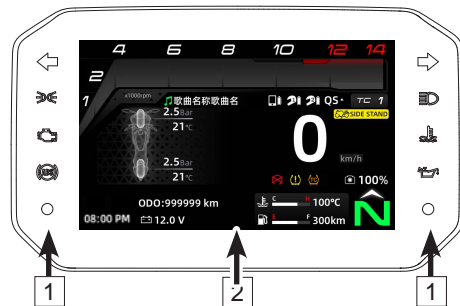 4 6 8 10 12 14
2
1
x1000rpm
歌曲名称歌曲名
QS
TC 1
SIDE STAND
2.5Bar
21℃
0
km/h
ABS
2.5Bar
21℃
TC
100%
ODO:999999 km
C H 100℃
08:00 PM
12.0 V
E F 300km
N
1
2
1